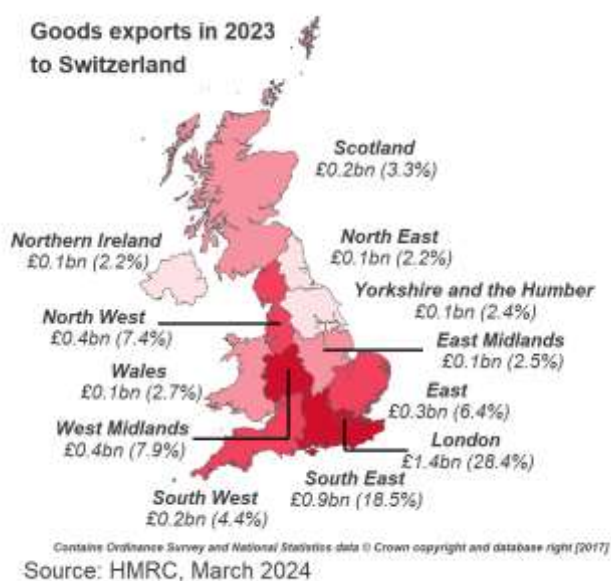 Goods exports in 2023
to Switzerland
Scotland
£0.2bn (3.3%)
Northern Ireland
£0.1bn (2.2%)
North East
£0.1bn (2.2%)
Yorkshire and the Humber
£0.1bn (2.4%)
North West
£0.4bn (7.4%)
East Midlands
£0.1bn (2.5%)
Wales
£0.1bn (2.7%)
East
£0.3bn (6.4%)
West Midlands
£0.4bn (7.9%)
London
£1.4bn (28.4%)
South East
£0.9bn (18.5%)
South West
£0.2bn (4.4%)
Contains Ordinance Survey and National Statistics data © Crown copyright and database right [2017]
Source: HMRC, March 2024